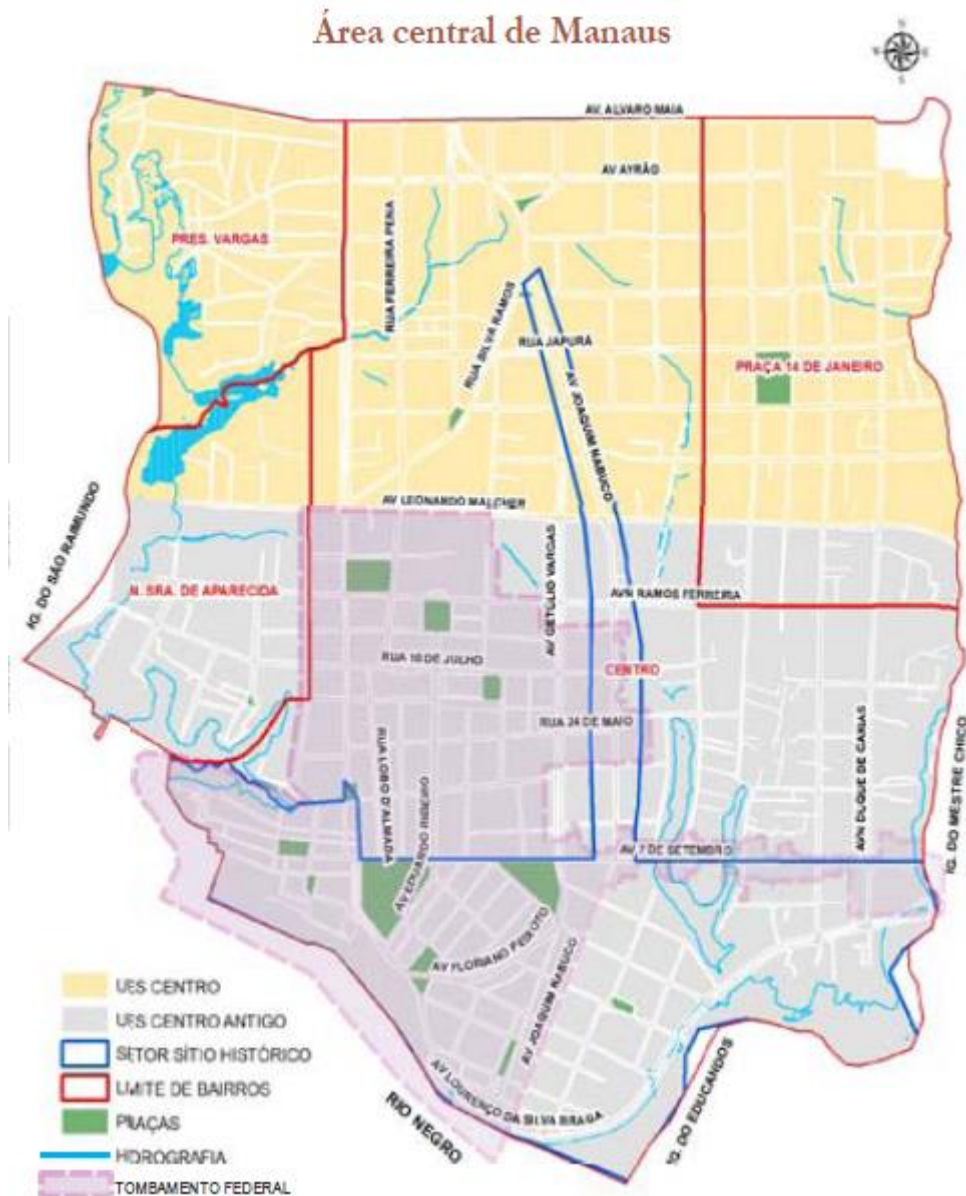 Área central de Manaus
N
S
AV. ALVARO MAIA
AV AYRÃO
PRES. VARGAS
RUA FERREIRA PENA
RUA SILVA RAMOS
RUA JAPURÁ
AV JOAQUIM NABUCO
PRAÇA 14 DE JANEIRO
AV LEONARDO MALCHER
IG. DO SÃO RAIMUNDO
N. SRA. DE APARECIDA
AV GETÚLIO VARGAS
AVN RAMOS FERREIRA
RUA 10 DE JULHO
CENTRO
RUA 24 DE MAIO
RUA LOBO D'ALMADA
AV EDUARDO RIBEIRO
AVN DUQUE DE CAXIAS
IG. DO MESTRE CHICO
AV 7 DE SETEMBRO
AV FLORIANO PEIXOTO
AV JOAQUIM NABUCO
AV LOURENÇO DA SILVA BRAGA
RIO NEGRO
IG. DO EDUCANDOS
UES CENTRO
UES CENTRO ANTIGO
SETOR SÍTIO HISTÓRICO
LIMITE DE BAIRROS
PRAÇAS
HIDROGRAFIA
TOMBAMENTO FEDERAL